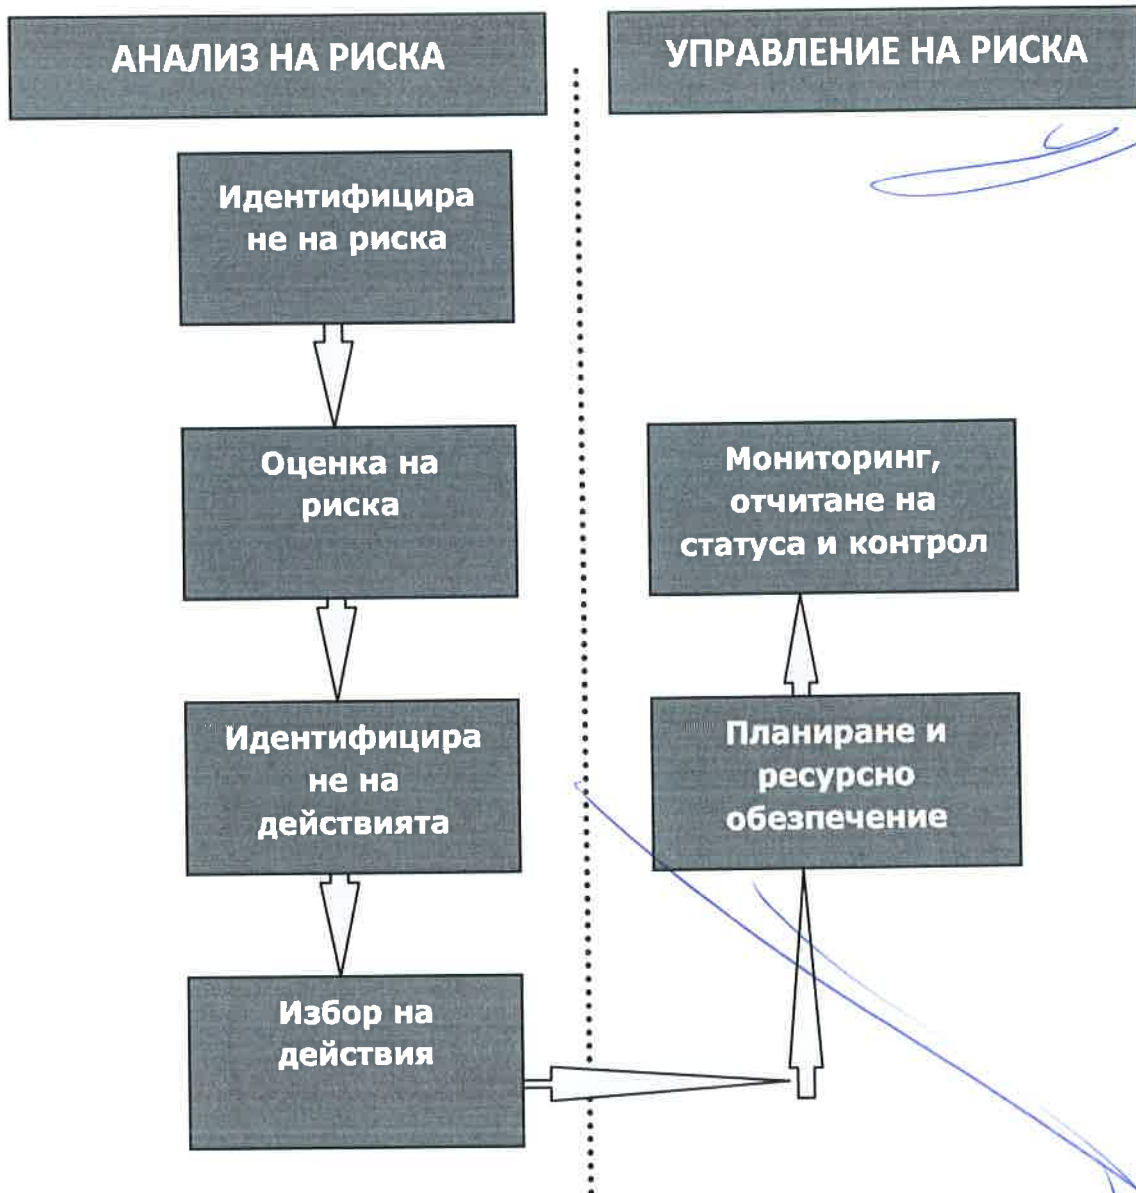 АНАЛИЗ НА РИСКА
УПРАВЛЕНИЕ НА РИСКА
Идентифицира
не на риска
Оценка на
риска
Идентифицира
не на
действията
Избор на
действия
Мониторинг,
отчитане на
статуса и контрол
Планиране и
ресурсно
обезпечение